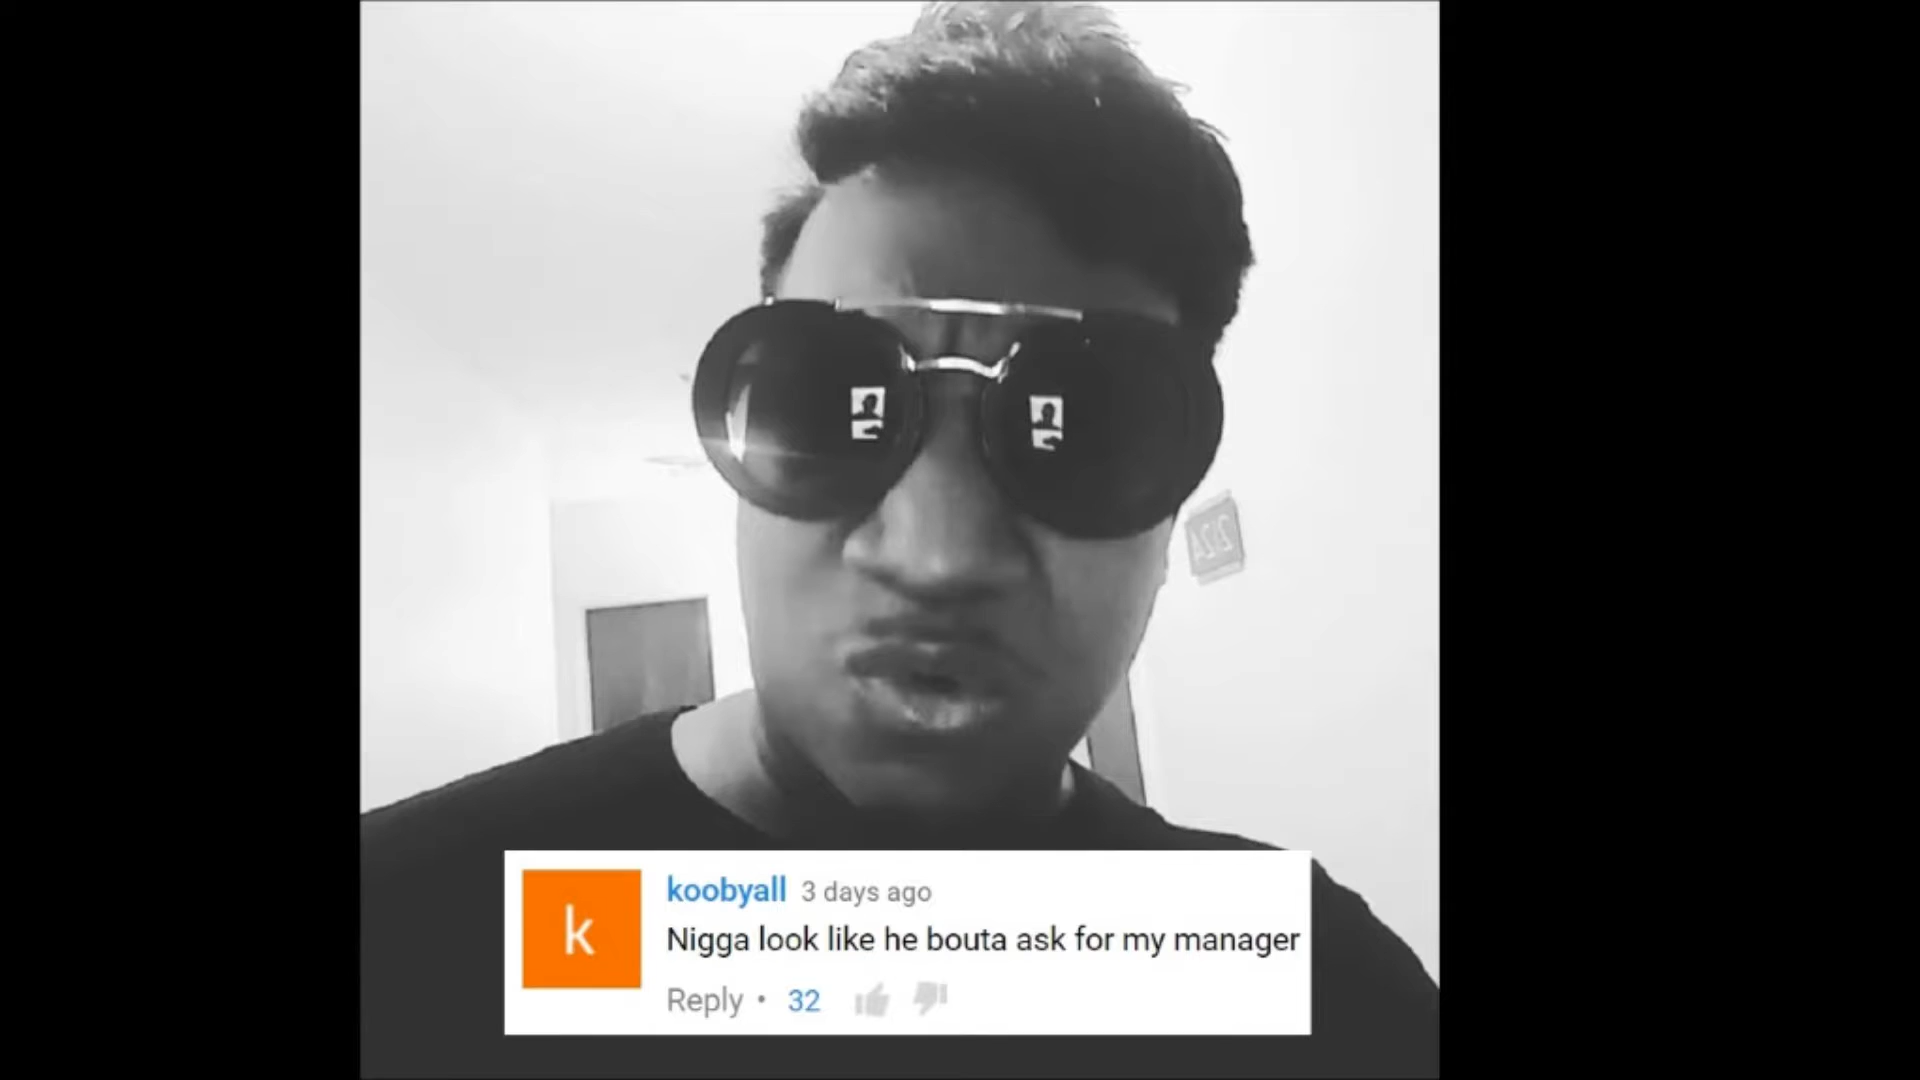 koobyall 3 days ago
k
Nigga look like he bouta ask for my manager
Reply • 32